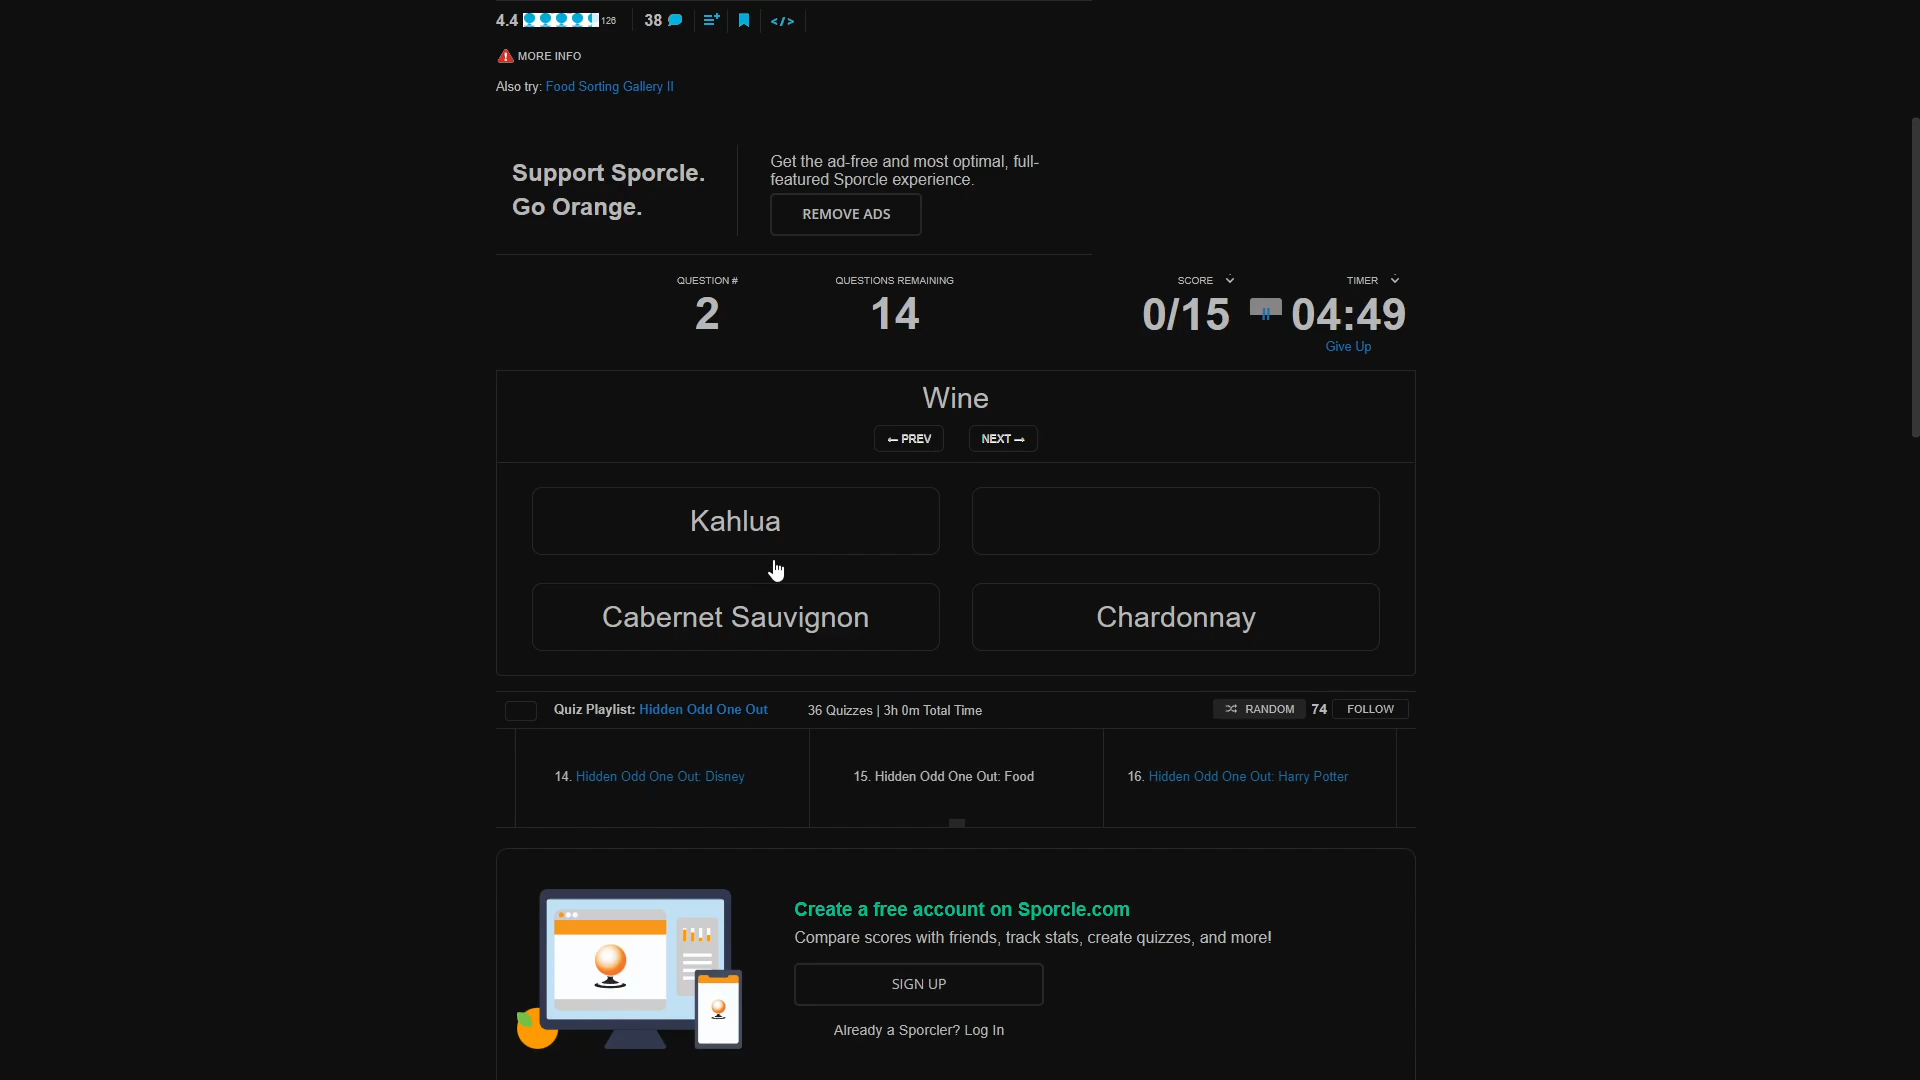 4.4 126 38 </>
MORE INFO
Also try: Food Sorting Gallery II
Support Sporcle.
Go Orange.
Get the ad-free and most optimal, full-
featured Sporcle experience.
REMOVE ADS
QUESTION # QUESTIONS REMAINING SCORE TIMER
2 14 0/15 04:49
Give Up
Wine
← PREV NEXT →
Kahlua
Cabernet Sauvignon Chardonnay
Quiz Playlist: Hidden Odd One Out 36 Quizzes | 3h 0m Total Time RANDOM 74 FOLLOW
14. Hidden Odd One Out: Disney 15. Hidden Odd One Out: Food 16. Hidden Odd One Out: Harry Potter
Create a free account on Sporcle.com
Compare scores with friends, track stats, create quizzes, and more!
SIGN UP
Already a Sporcler? Log In